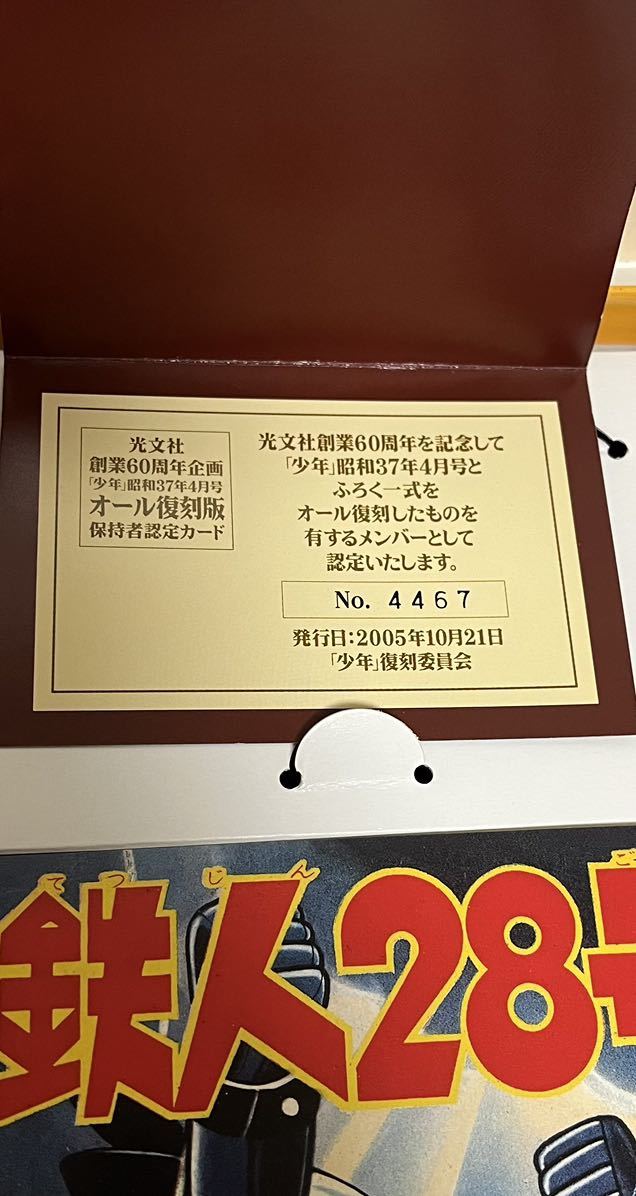 光文社
創業60周年企画
「少年」昭和37年4月号
オール復刻版
保持者認定カード
光文社創業60周年を記念して
「少年」昭和37年4月号と
ふろく一式を
オール復刻したものを
有するメンバーとして
認定いたします。
No. 4467
発行日：2005年10月21日
「少年」復刻委員会
てつじん
鉄人28